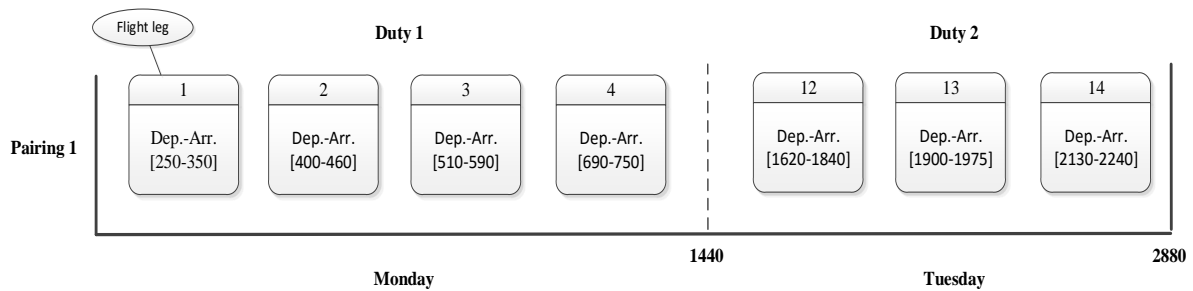 Flight leg
Duty 1
Duty 2
Pairing 1
1
Dep.-Arr.
[250-350]
2
Dep.-Arr.
[400-460]
3
Dep.-Arr.
[510-590]
4
Dep.-Arr.
[690-750]
12
Dep.-Arr.
[1620-1840]
13
Dep.-Arr.
[1900-1975]
14
Dep.-Arr.
[2130-2240]
1440
2880
Monday
Tuesday